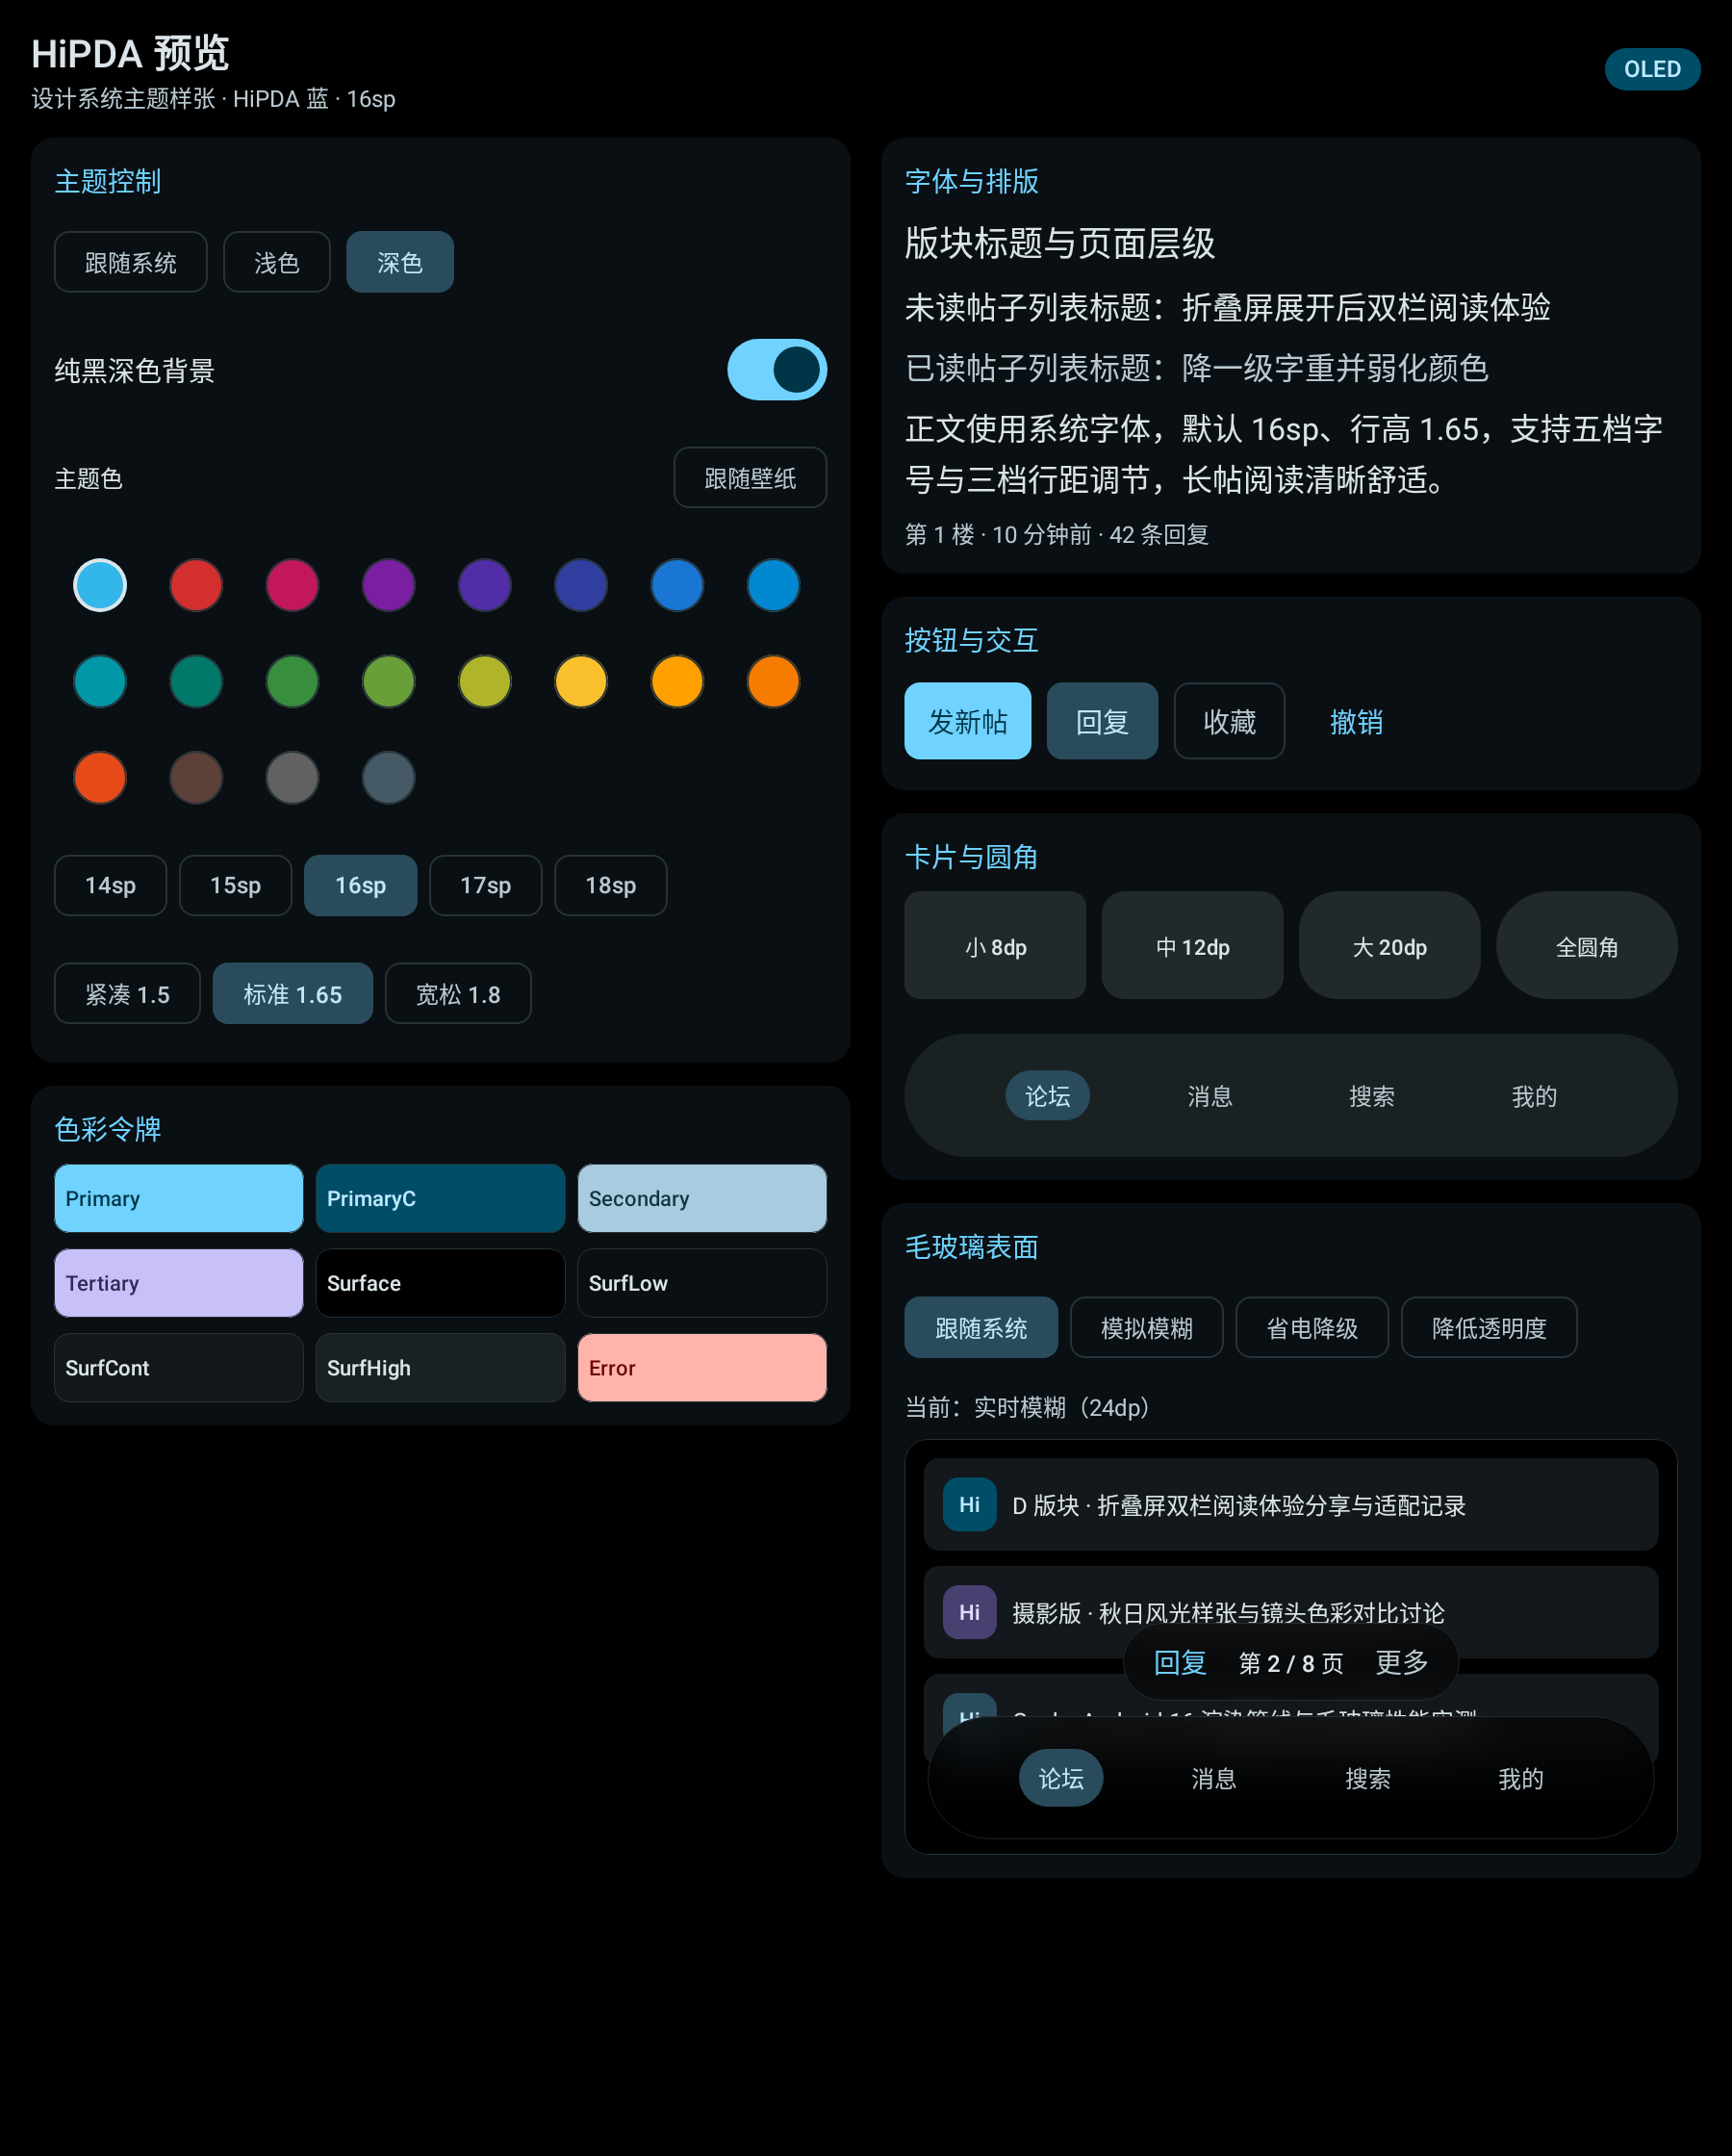 HiPDA 预览
设计系统主题样张 · HiPDA 蓝 · 16sp
OLED
主题控制
跟随系统 浅色 深色
纯黑深色背景
主题色 跟随壁纸
14sp 15sp 16sp 17sp 18sp
紧凑 1.5 标准 1.65 宽松 1.8
色彩令牌
Primary PrimaryC Secondary
Tertiary Surface SurfLow
SurfCont SurfHigh Error
字体与排版
版块标题与页面层级
未读帖子列表标题：折叠屏展开后双栏阅读体验
已读帖子列表标题：降一级字重并弱化颜色
正文使用系统字体，默认 16sp、行高 1.65，支持五档字
号与三档行距调节，长帖阅读清晰舒适。
第 1 楼 · 10 分钟前 · 42 条回复
按钮与交互
发新帖 回复 收藏 撤销
卡片与圆角
小 8dp 中 12dp 大 20dp 全圆角
论坛 消息 搜索 我的
毛玻璃表面
跟随系统 模拟模糊 省电降级 降低透明度
当前：实时模糊（24dp）
Hi D 版块 · 折叠屏双栏阅读体验分享与适配记录
Hi 摄影版 · 秋日风光样张与镜头色彩对比讨论
回复 第 2 / 8 页 更多
Hi Android 16 渲染管线与毛玻璃性能实测
论坛 消息 搜索 我的